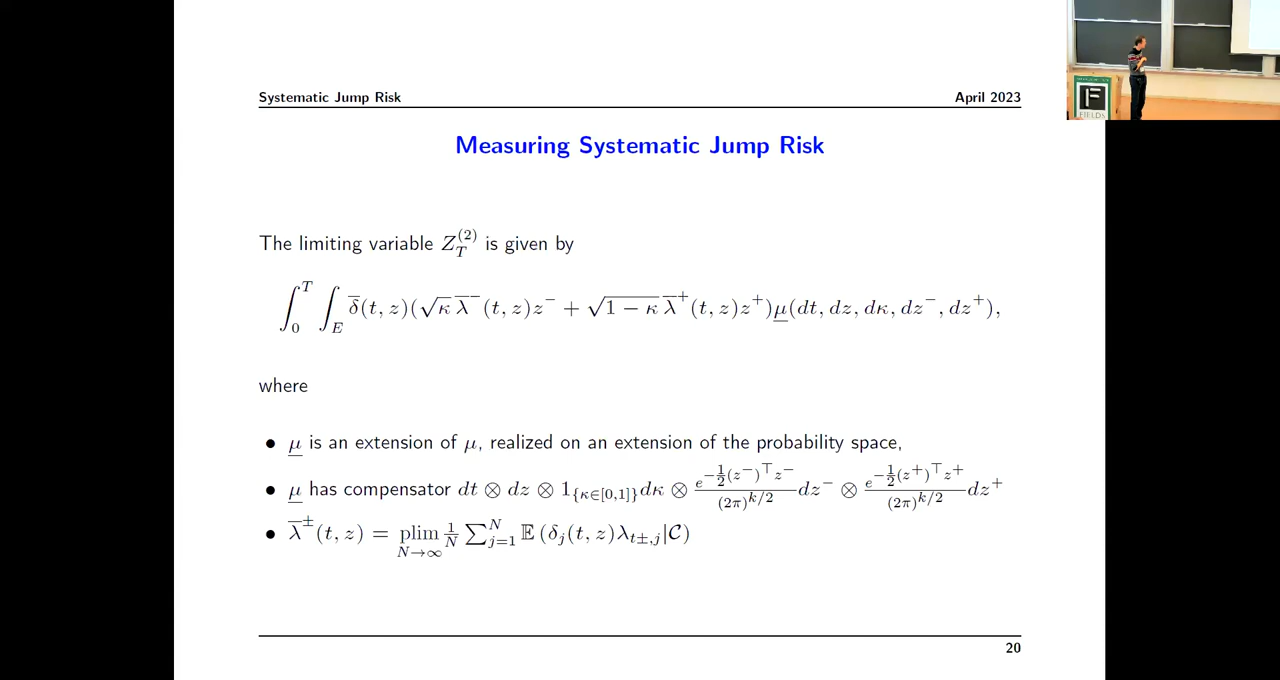 Systematic Jump Risk April 2023
Measuring Systematic Jump Risk
The limiting variable $Z_T^{(2)}$ is given by
$\int_0^T \int_E \overline{\delta}(t,z)(\sqrt{\kappa}\,\overline{\lambda}^-(t,z)z^- + \sqrt{1-\kappa}\,\overline{\lambda}^+(t,z)z^+)\underline{\mu}(dt,dz,d\kappa,dz^-,dz^+),$
where
• $\underline{\mu}$ is an extension of $\mu$, realized on an extension of the probability space,
• $\underline{\mu}$ has compensator $dt \otimes dz \otimes 1_{\{\kappa\in[0,1]\}}d\kappa \otimes \frac{e^{-\frac{1}{2}(z^-)^\top z^-}}{(2\pi)^{k/2}}dz^- \otimes \frac{e^{-\frac{1}{2}(z^+)^\top z^+}}{(2\pi)^{k/2}}dz^+$
• $\overline{\lambda}^{\pm}(t,z) = \underset{N\to\infty}{\text{plim}} \frac{1}{N}\sum_{j=1}^N \mathbb{E}(\delta_j(t,z)\lambda_{t\pm,j}|\mathcal{C})$
20
F
FIELDS